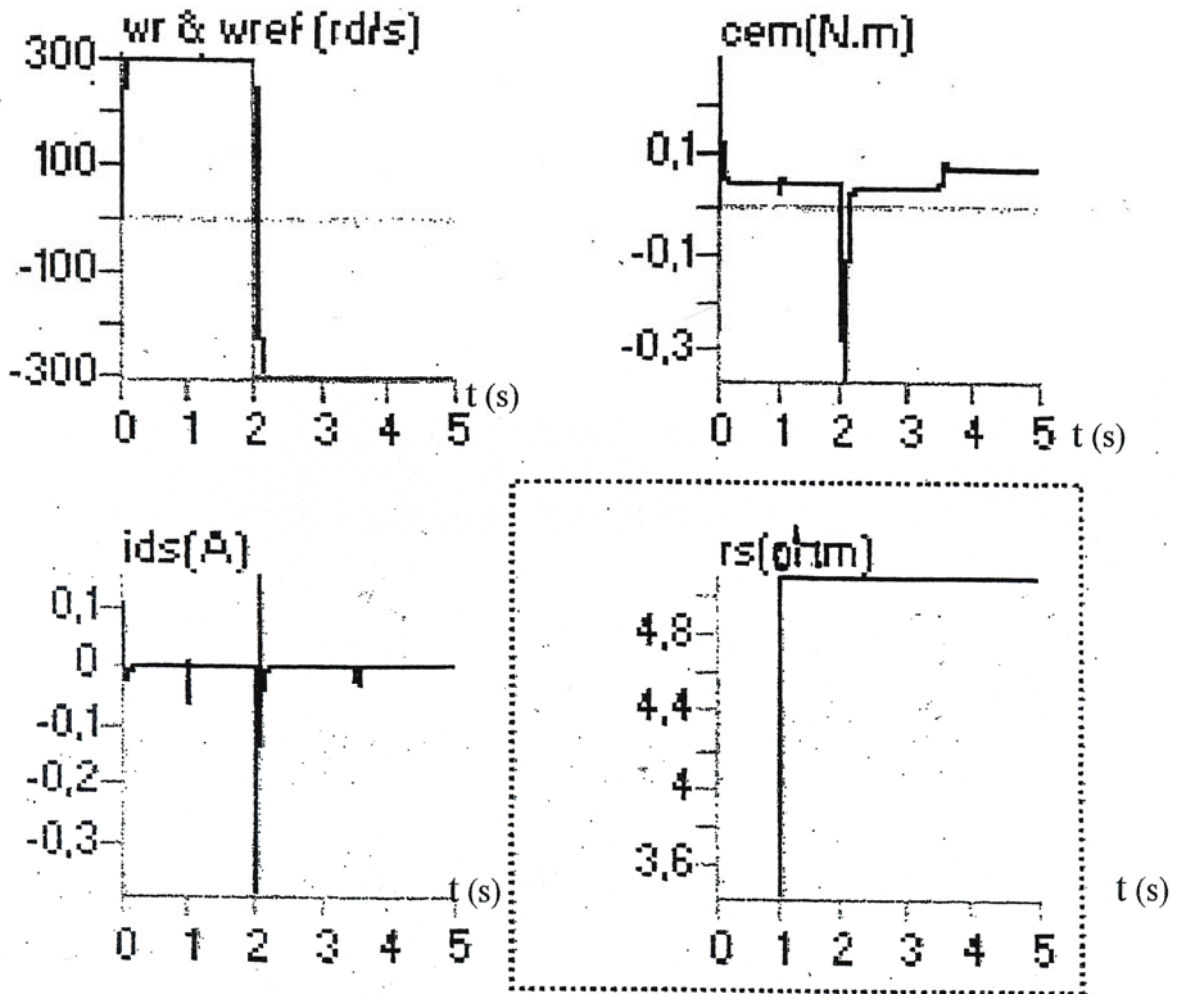 wr & wref (rd/s)
300
100
-100
-300
0 1 2 3 4 5 t (s)
cem(N.m)
0,1
-0,1
-0,3
0 1 2 3 4 5 t (s)
ids(A)
0,1
0
-0,1
-0,2
-0,3
0 1 2 3 4 5 t (s)
rs(ohm)
4,8
4,4
4
3,6
0 1 2 3 4 5 t (s)